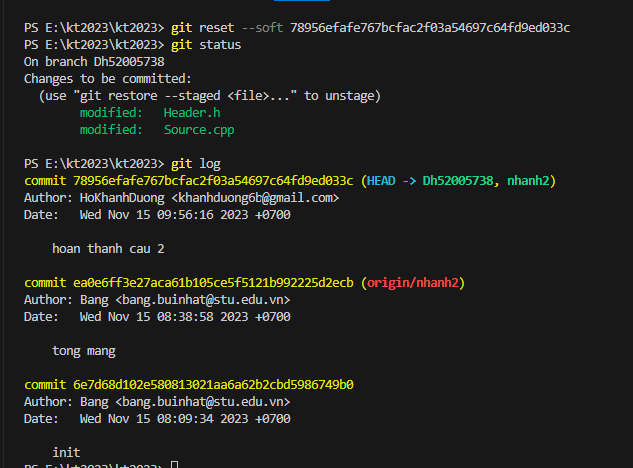 PS E:\kt2023\kt2023> git reset --soft 78956efafe767bcfac2f03a54697c64fd9ed033c
PS E:\kt2023\kt2023> git status
On branch Dh52005738
Changes to be committed:
  (use "git restore --staged <file>..." to unstage)
        modified:   Header.h
        modified:   Source.cpp
PS E:\kt2023\kt2023> git log
commit 78956efafe767bcfac2f03a54697c64fd9ed033c (HEAD -> Dh52005738, nhanh2)
Author: HoKhanhDuong <khanhduong6b@gmail.com>
Date:   Wed Nov 15 09:56:16 2023 +0700
    hoan thanh cau 2
commit ea0e6ff3e27aca61b105ce5f5121b992225d2ecb (origin/nhanh2)
Author: Bang <bang.buinhat@stu.edu.vn>
Date:   Wed Nov 15 08:38:58 2023 +0700
    tong mang
commit 6e7d68d102e580813021aa6a62b2cbd5986749b0
Author: Bang <bang.buinhat@stu.edu.vn>
Date:   Wed Nov 15 08:09:34 2023 +0700
    init
PS E:\kt2023\kt2023>